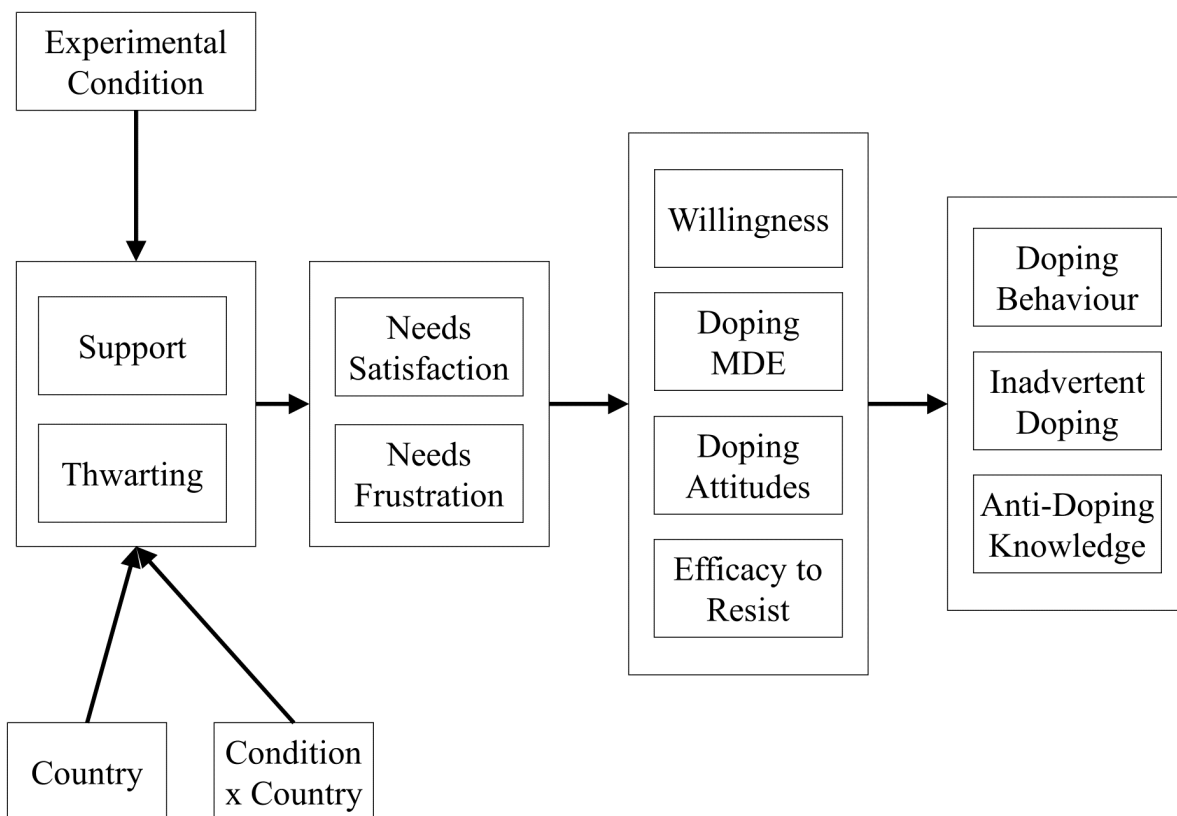 Experimental
Condition
Support
Thwarting
Needs
Satisfaction
Needs
Frustration
Willingness
Doping
MDE
Doping
Attitudes
Efficacy to
Resist
Doping
Behaviour
Inadvertent
Doping
Anti-Doping
Knowledge
Country
Condition
x Country